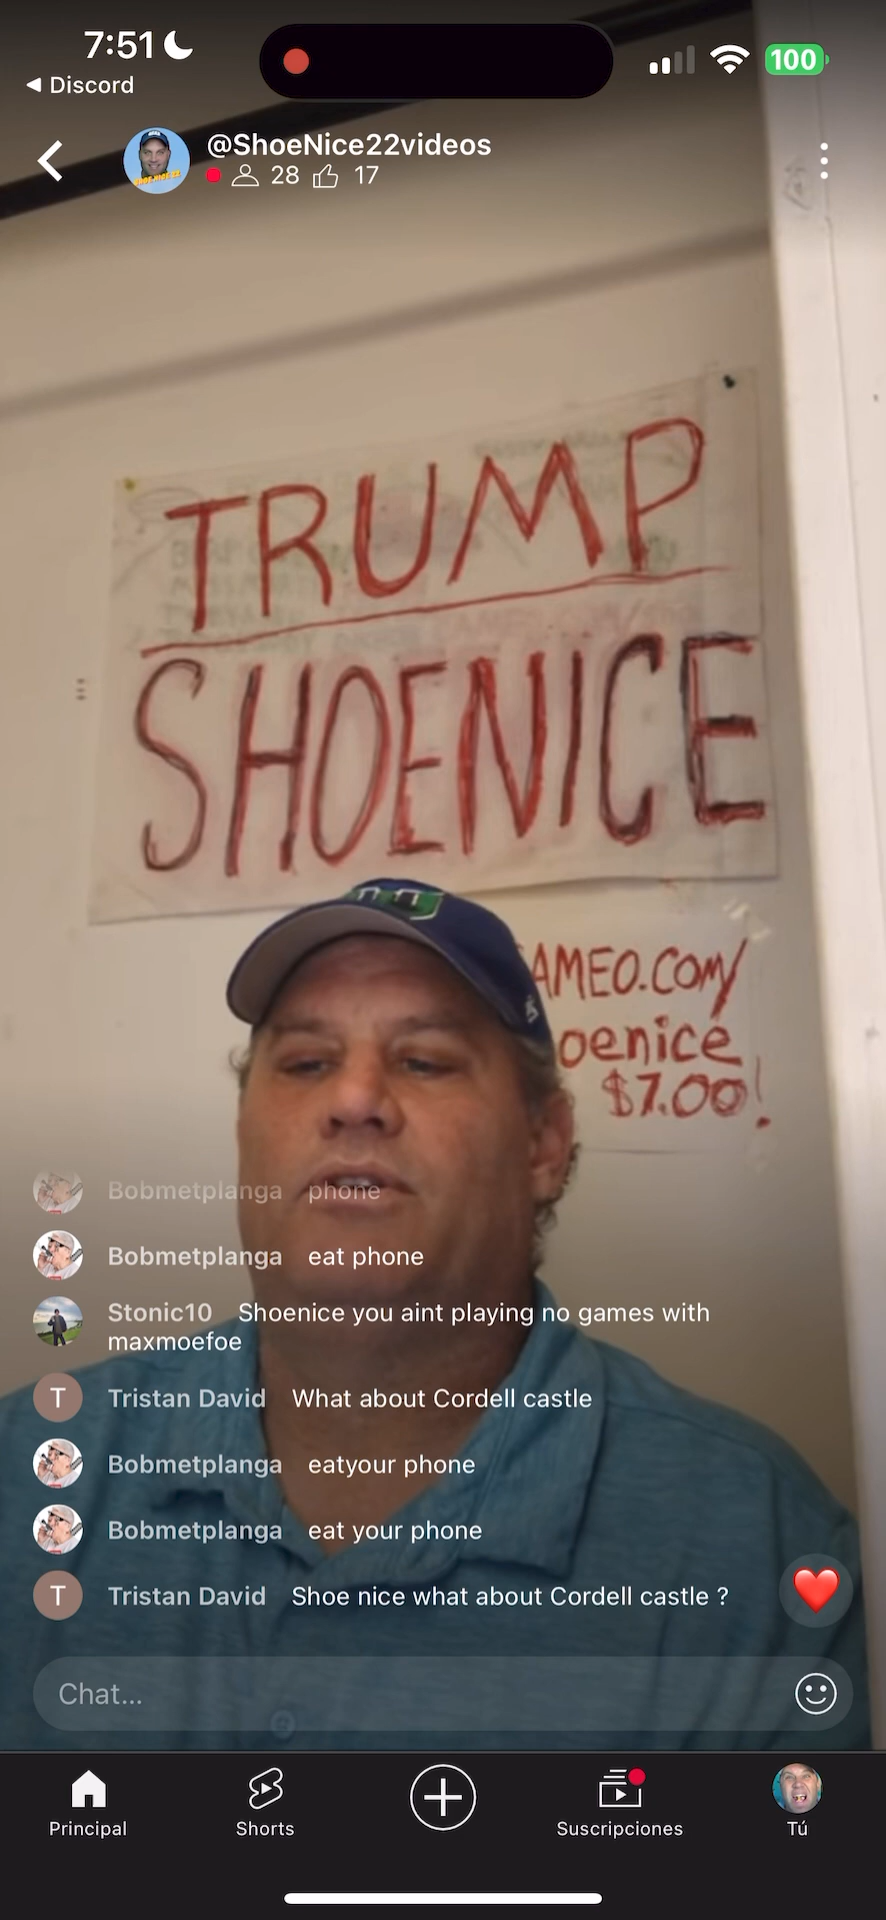 7:51
100
Discord
@ShoeNice22videos
28 17
TRUMP
SHOENICE
AMEO.COM/
oenice
$7.00!
Bobmetplanga phone
Bobmetplanga eat phone
Stonic10 Shoenice you aint playing no games with
maxmoefoe
T Tristan David What about Cordell castle
Bobmetplanga eatyour phone
Bobmetplanga eat your phone
T Tristan David Shoe nice what about Cordell castle ?
Chat...
Principal Shorts Suscripciones Tú